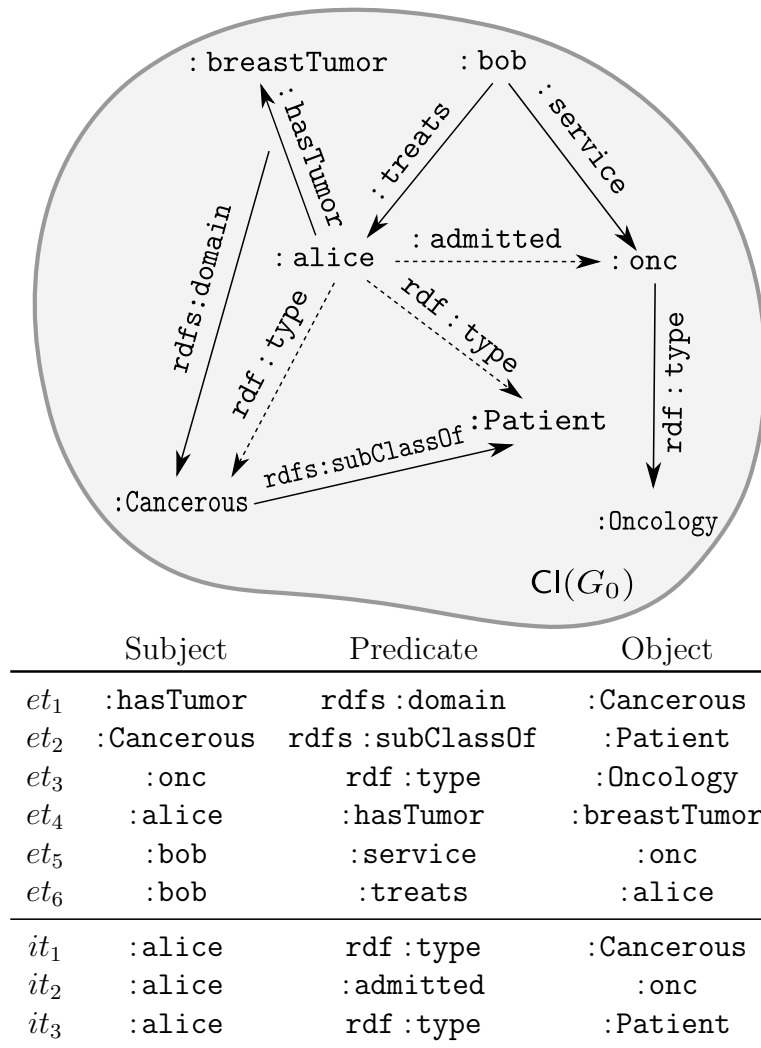 :breastTumor
:bob
:hasTumor
:treats
:service
rdfs:domain
:alice
:admitted
:onc
rdf:type
rdf:type
rdf:type
:Patient
rdfs:subClassOf
:Cancerous
:Oncology
Cl(G₀)
Subject Predicate Object
et₁ :hasTumor rdfs:domain :Cancerous
et₂ :Cancerous rdfs:subClassOf :Patient
et₃ :onc rdf:type :Oncology
et₄ :alice :hasTumor :breastTumor
et₅ :bob :service :onc
et₆ :bob :treats :alice
it₁ :alice rdf:type :Cancerous
it₂ :alice :admitted :onc
it₃ :alice rdf:type :Patient